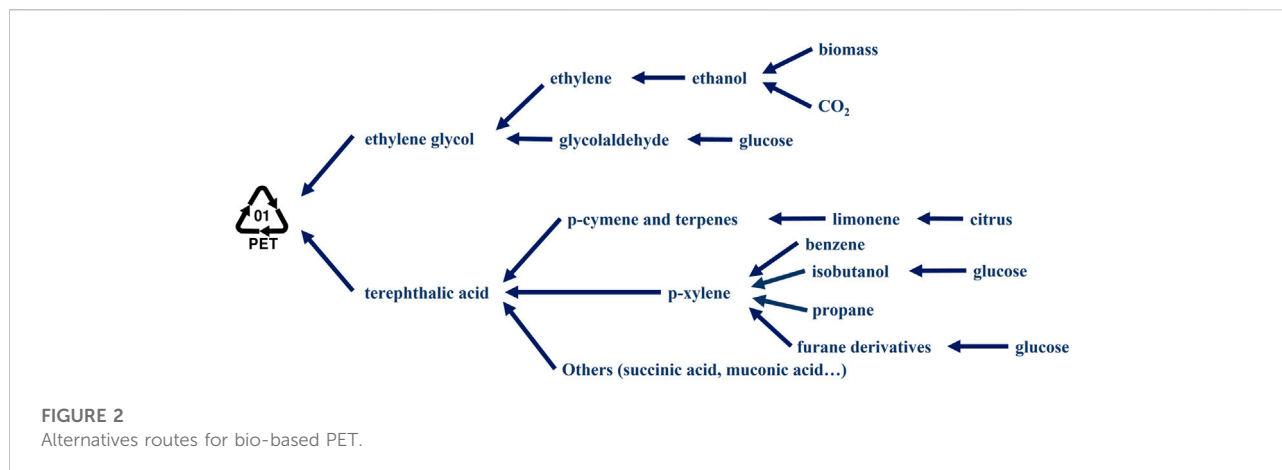 biomass
ethylene
ethanol
CO₂
ethylene glycol
glycolaldehyde
glucose
01
PET
p-cymene and terpenes
limonene
citrus
benzene
isobutanol
glucose
terephthalic acid
p-xylene
propane
furane derivatives
glucose
Others (succinic acid, muconic acid…)
FIGURE 2
Alternatives routes for bio-based PET.